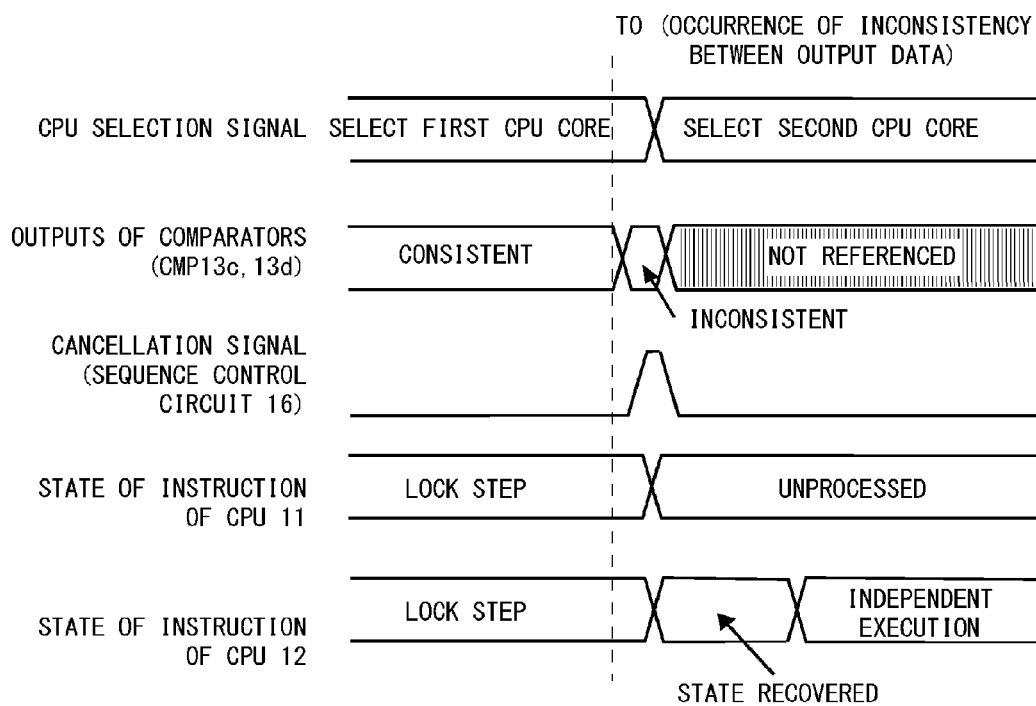 TO (OCCURRENCE OF INCONSISTENCY
BETWEEN OUTPUT DATA)
CPU SELECTION SIGNAL
SELECT FIRST CPU CORE
SELECT SECOND CPU CORE
OUTPUTS OF COMPARATORS
(CMP13c, 13d)
CONSISTENT
NOT REFERENCED
INCONSISTENT
CANCELLATION SIGNAL
(SEQUENCE CONTROL
CIRCUIT 16)
STATE OF INSTRUCTION
OF CPU 11
LOCK STEP
UNPROCESSED
STATE OF INSTRUCTION
OF CPU 12
LOCK STEP
INDEPENDENT
EXECUTION
STATE RECOVERED